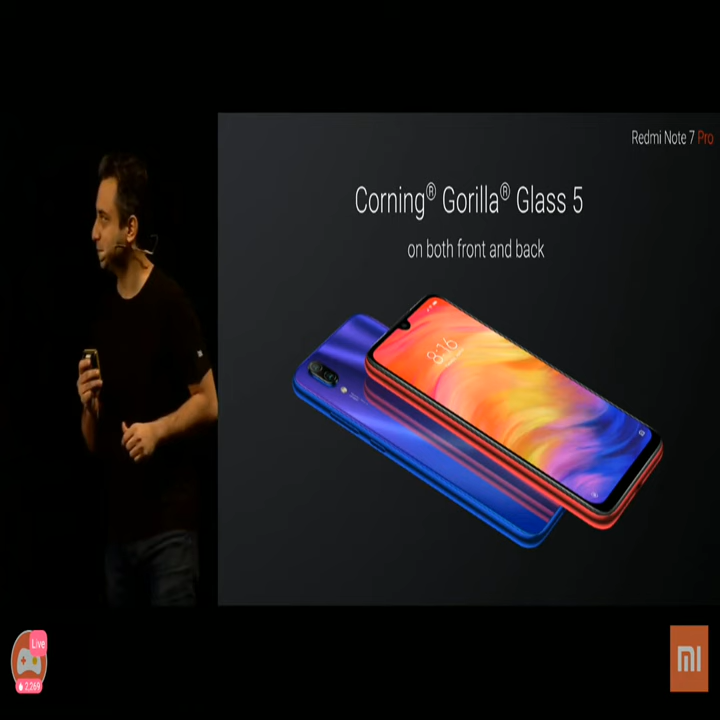 Redmi Note 7 Pro
Corning® Gorilla® Glass 5
on both front and back
8:16
Live
2,269
MI